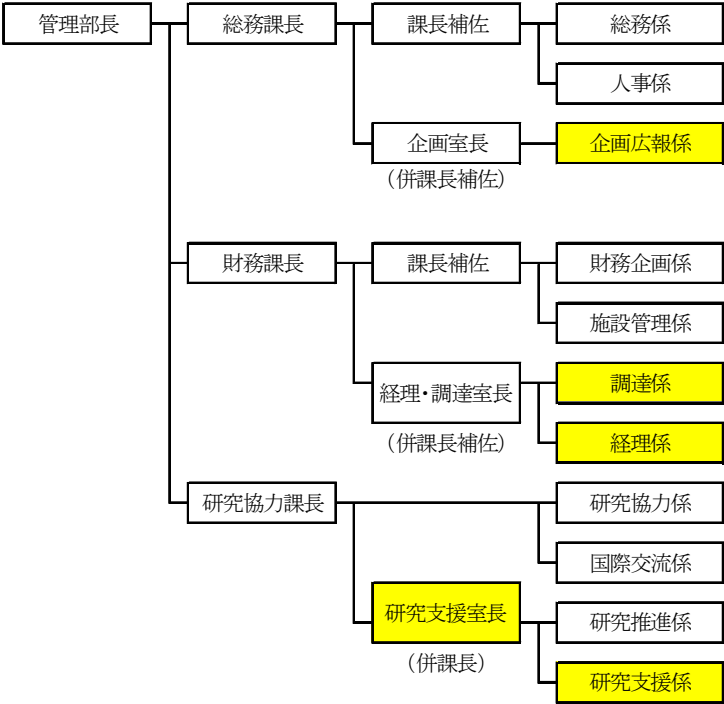 管理部長
総務課長
課長補佐
総務係
人事係
企画室長
(併課長補佐)
企画広報係
財務課長
課長補佐
財務企画係
施設管理係
経理・調達室長
(併課長補佐)
調達係
経理係
研究協力課長
研究協力係
国際交流係
研究支援室長
(併課長)
研究推進係
研究支援係